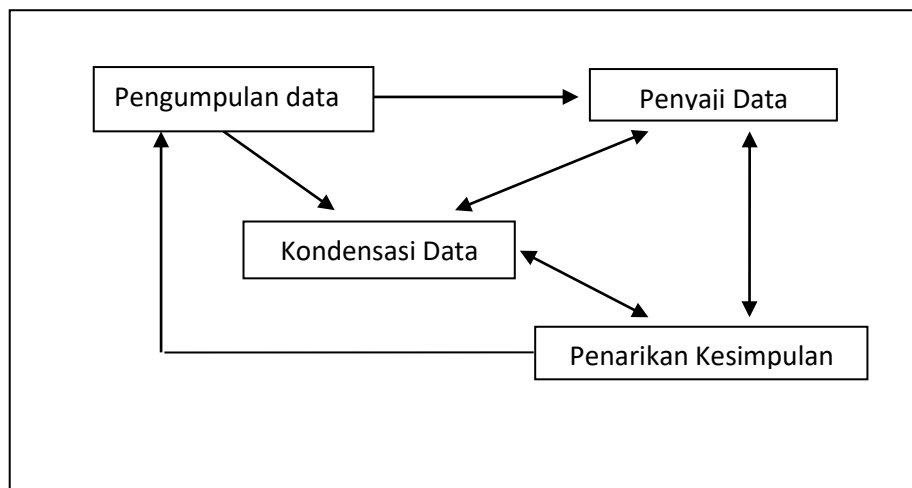 Pengumpulan data
Penyaji Data
Kondensasi Data
Penarikan Kesimpulan